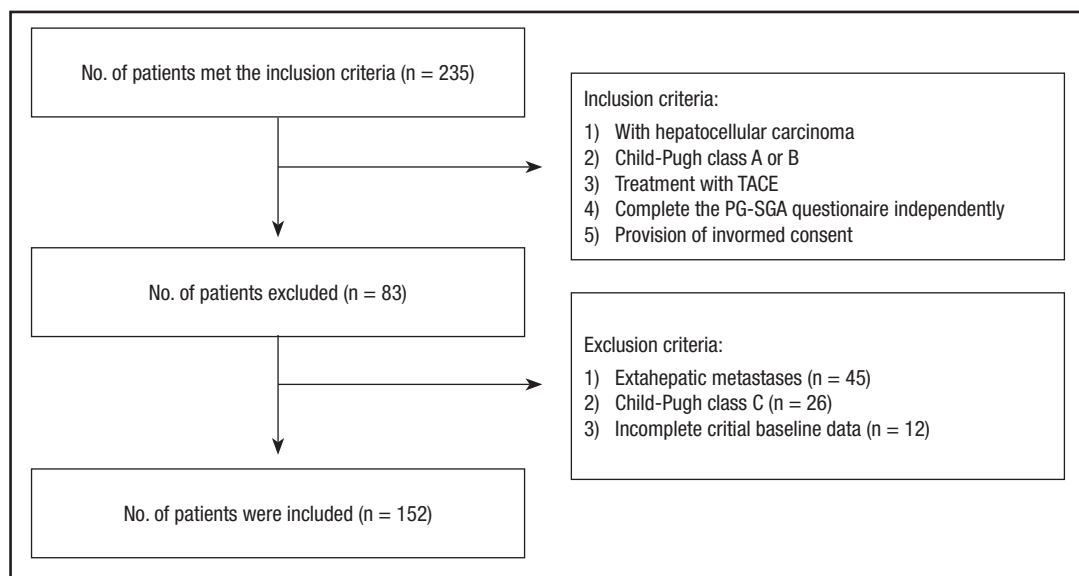 No. of patients met the inclusion criteria (n = 235)
Inclusion criteria:
1) With hepatocellular carcinoma
2) Child-Pugh class A or B
3) Treatment with TACE
4) Complete the PG-SGA questionaire independently
5) Provision of invormed consent
No. of patients excluded (n = 83)
Exclusion criteria:
1) Extahepatic metastases (n = 45)
2) Child-Pugh class C (n = 26)
3) Incomplete critial baseline data (n = 12)
No. of patients were included (n = 152)